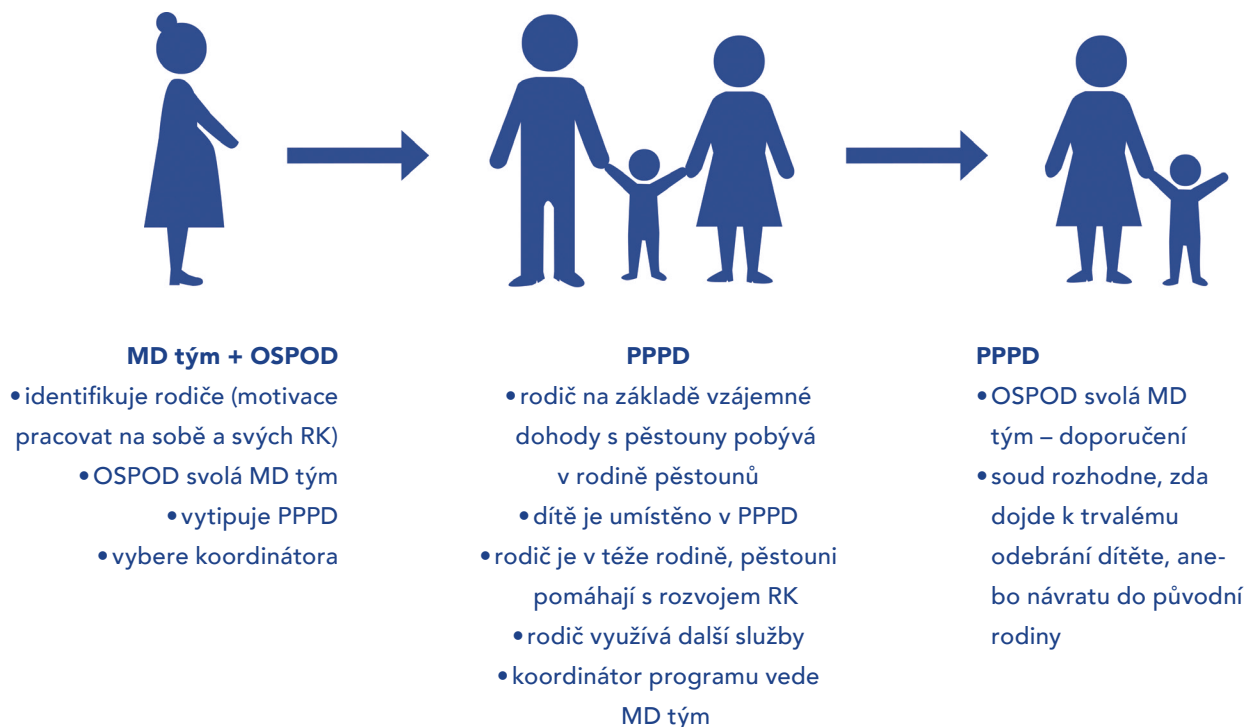 MD tým + OSPOD
• identifikuje rodiče (motivace
pracovat na sobě a svých RK)
• OSPOD svolá MD tým
• vytipuje PPPD
• vybere koordinátora
PPPD
• rodič na základě vzájemné
dohody s pěstouny pobývá
v rodině pěstounů
• dítě je umístěno v PPPD
• rodič je v téže rodině, pěstouni
pomáhají s rozvojem RK
• rodič využívá další služby
• koordinátor programu vede
MD tým
PPPD
• OSPOD svolá MD
tým – doporučení
• soud rozhodne, zda
dojde k trvalému
odebrání dítěte, ane-
bo návratu do původní
rodiny